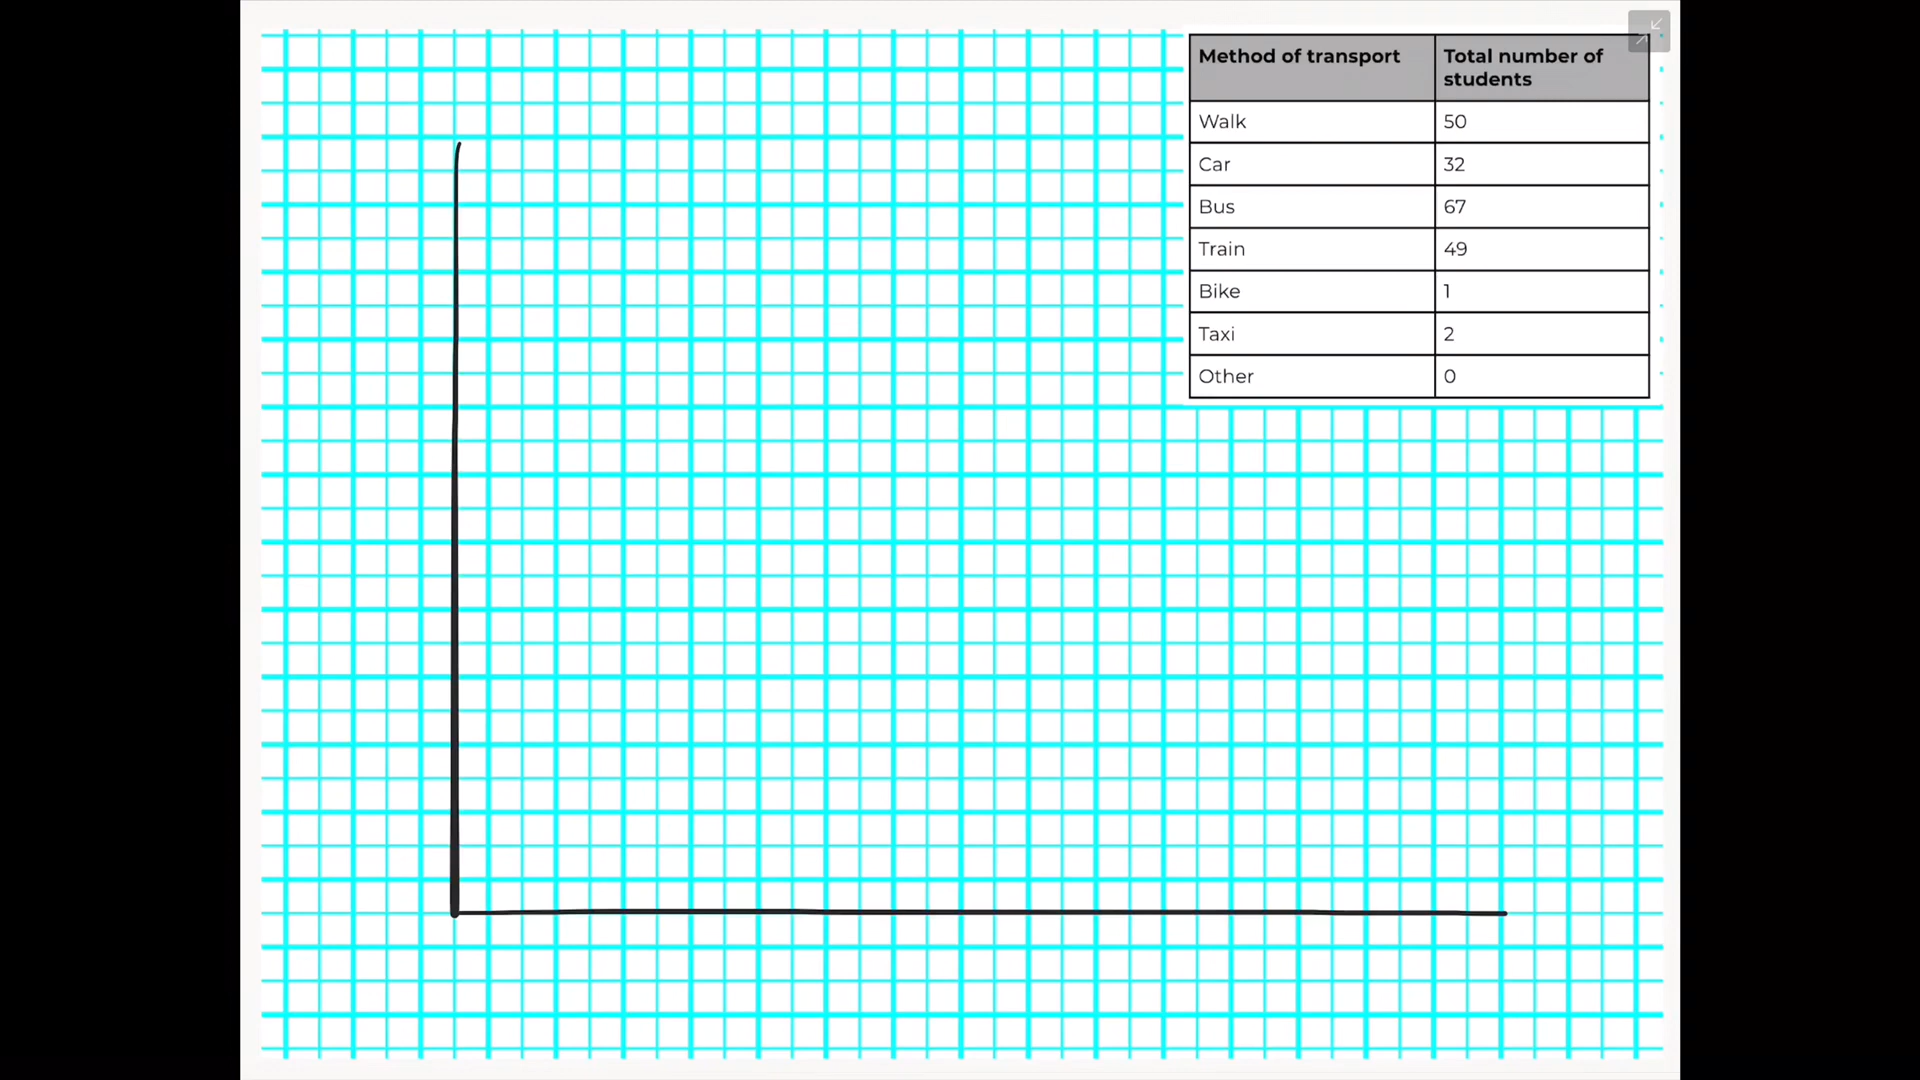 Method of transport Total number of
students
Walk 50
Car 32
Bus 67
Train 49
Bike 1
Taxi 2
Other 0